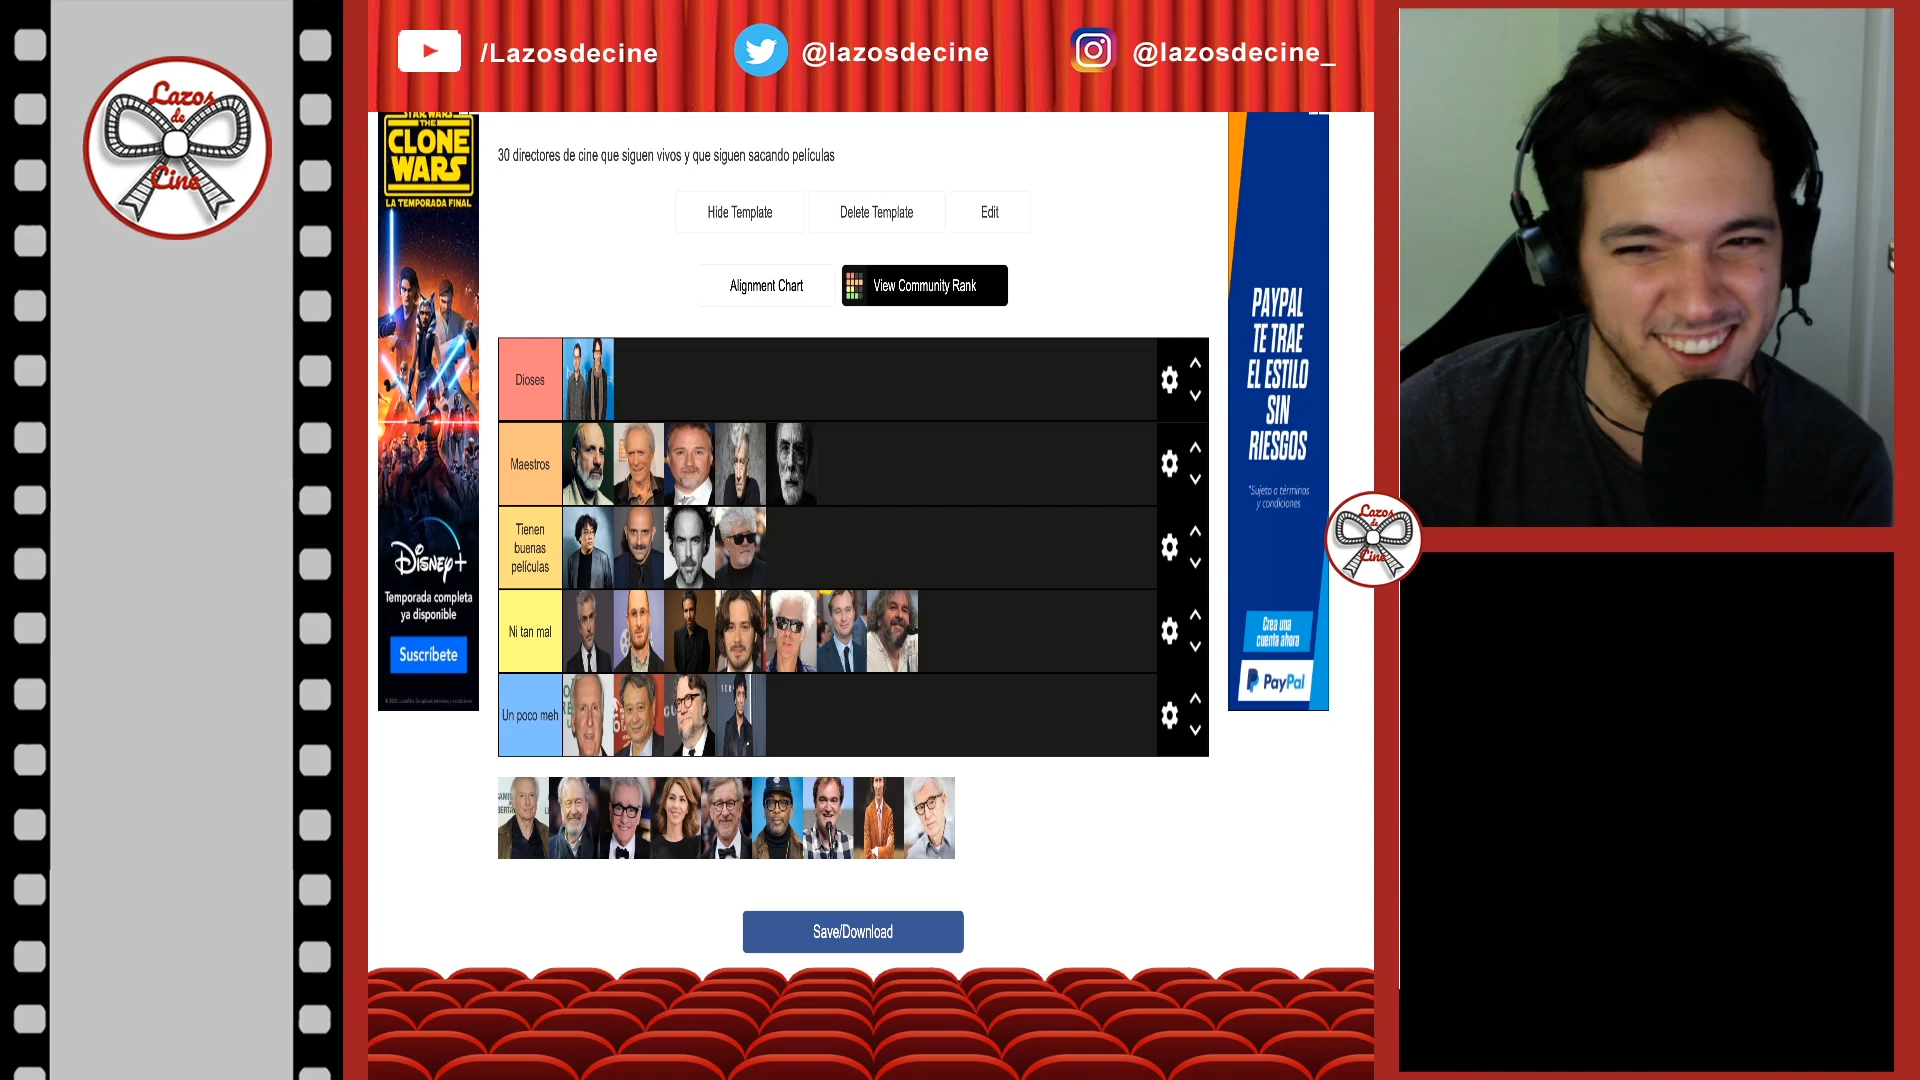 Lazos
de
Cine
/Lazosdecine
@lazosdecine
@lazosdecine_
STAR WARS
THE
CLONE
WARS
LA TEMPORADA FINAL
Disney+
Temporada completa
ya disponible
Suscríbete
30 directores de cine que siguen vivos y que siguen sacando películas
Hide Template
Delete Template
Edit
Alignment Chart
View Community Rank
Dioses
Maestros
Tienen
buenas
películas
Ni tan mal
Un poco meh
Save/Download
PAYPAL
TE TRAE
EL ESTILO
SIN
RIESGOS
*Sujeto a términos
y condiciones
Crea una
cuenta ahora
PayPal
Lazos
de
Cine